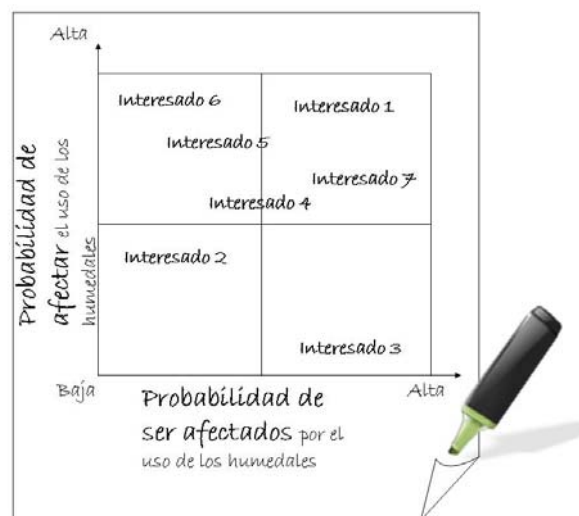 Alta
Interesado 6
Interesado 1
Interesado 5
Interesado 7
Interesado 4
Interesado 2
Interesado 3
Probabilidad de
afectar el uso de los
humedales
Baja
Alta
Probabilidad de
ser afectados por el
uso de los humedales